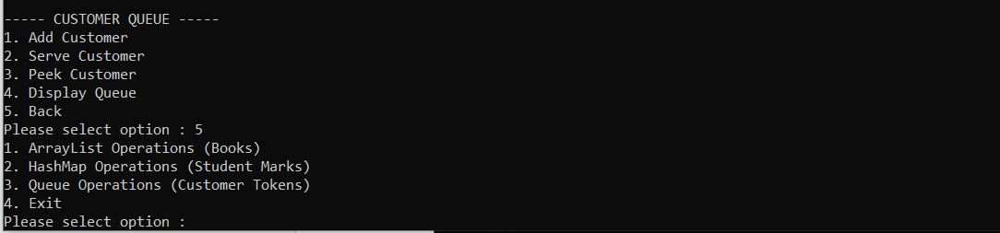 ----- CUSTOMER QUEUE -----
1. Add Customer
2. Serve Customer
3. Peek Customer
4. Display Queue
5. Back
Please select option : 5
1. ArrayList Operations (Books)
2. HashMap Operations (Student Marks)
3. Queue Operations (Customer Tokens)
4. Exit
Please select option :